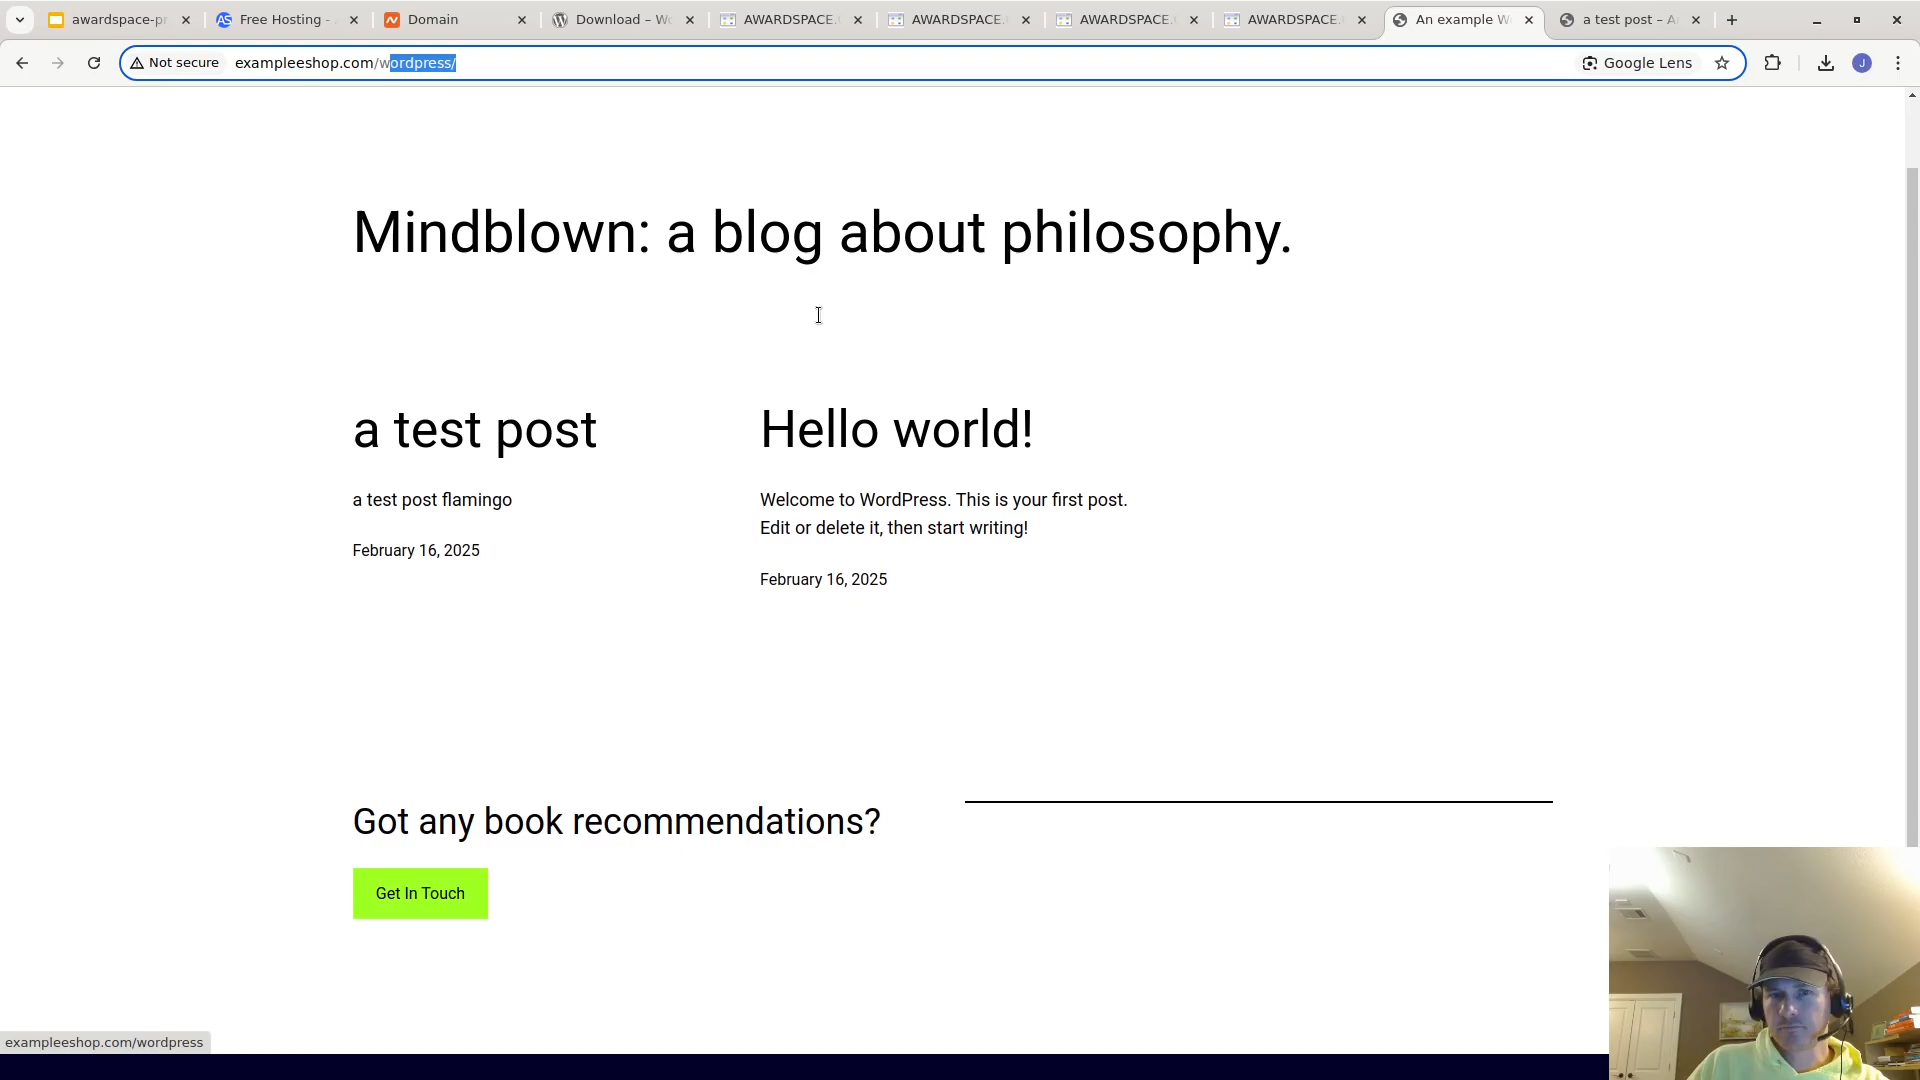 awardspace-pr
Free Hosting -
Domain
Download – Wo
AWARDSPACE.
AWARDSPACE.
AWARDSPACE.
AWARDSPACE.
An example W
a test post – A
Not secure
exampleeshop.com/wordpress/
Google Lens
J
Mindblown: a blog about philosophy.
a test post
a test post flamingo
February 16, 2025
Hello world!
Welcome to WordPress. This is your first post.
Edit or delete it, then start writing!
February 16, 2025
Got any book recommendations?
Get In Touch
exampleeshop.com/wordpress